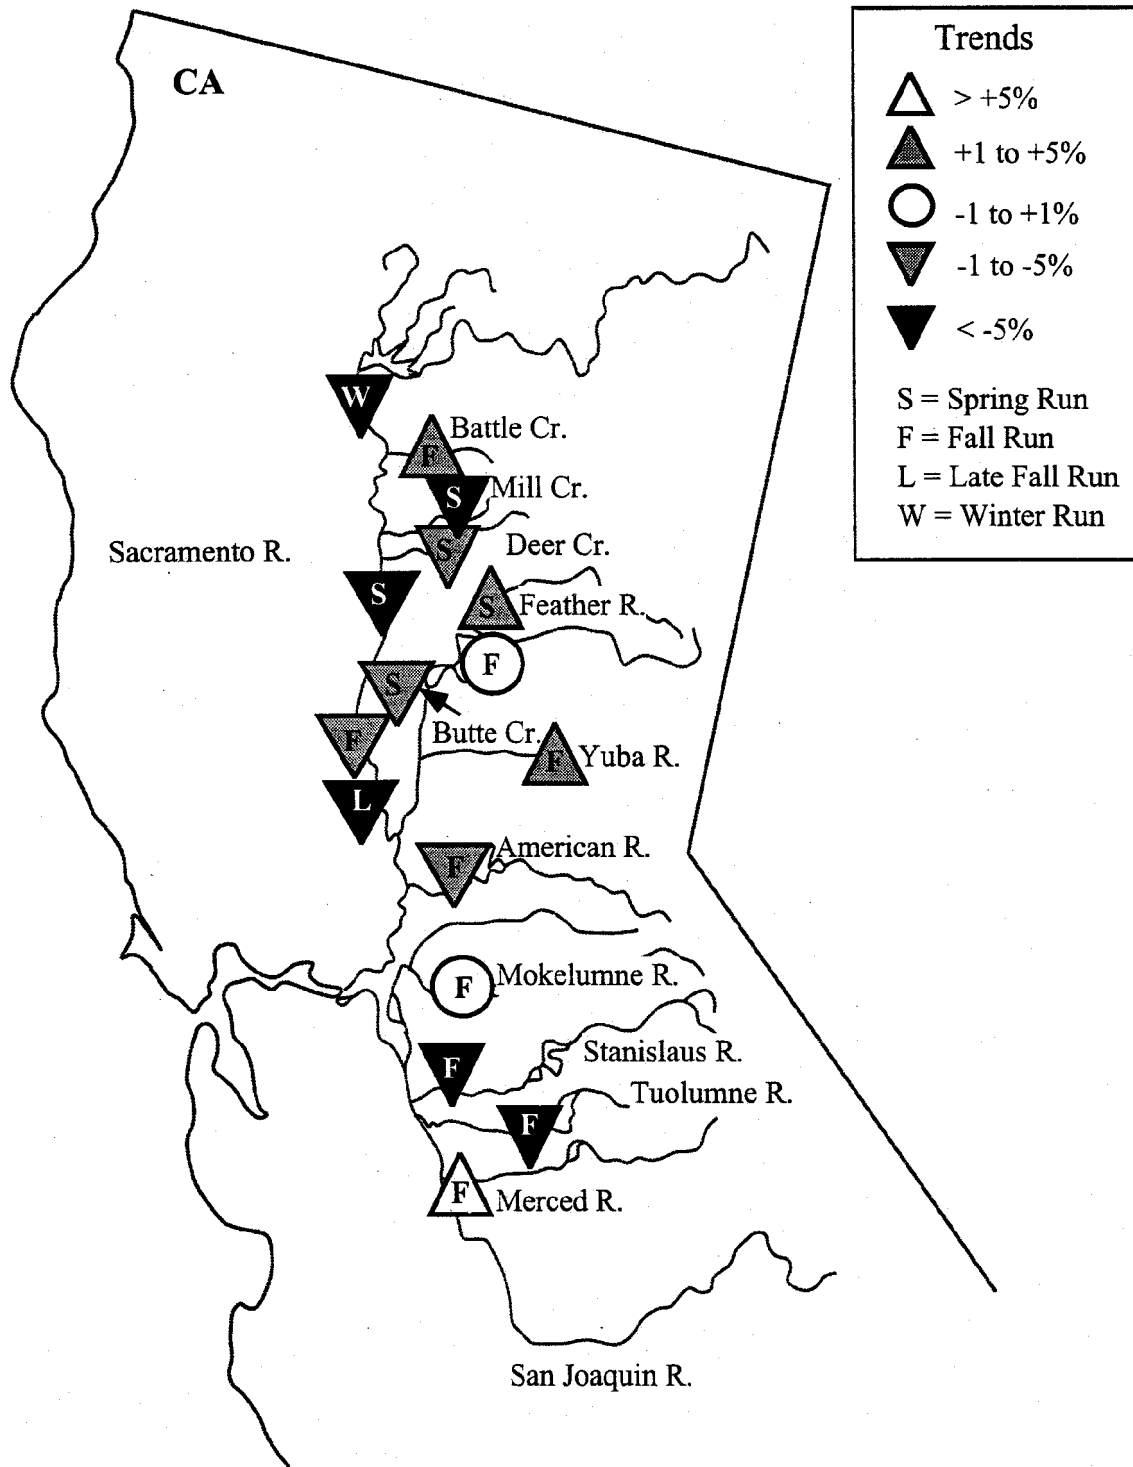 CA
Trends
> +5%
+1 to +5%
-1 to +1%
-1 to -5%
< -5%
S = Spring Run
F = Fall Run
L = Late Fall Run
W = Winter Run
W
Battle Cr.
F
S
Mill Cr.
Sacramento R.
S
Deer Cr.
S
S
Feather R.
F
S
Butte Cr.
F
F
Yuba R.
L
American R.
F
F
Mokelumne R.
F
Stanislaus R.
Tuolumne R.
F
F
Merced R.
San Joaquin R.